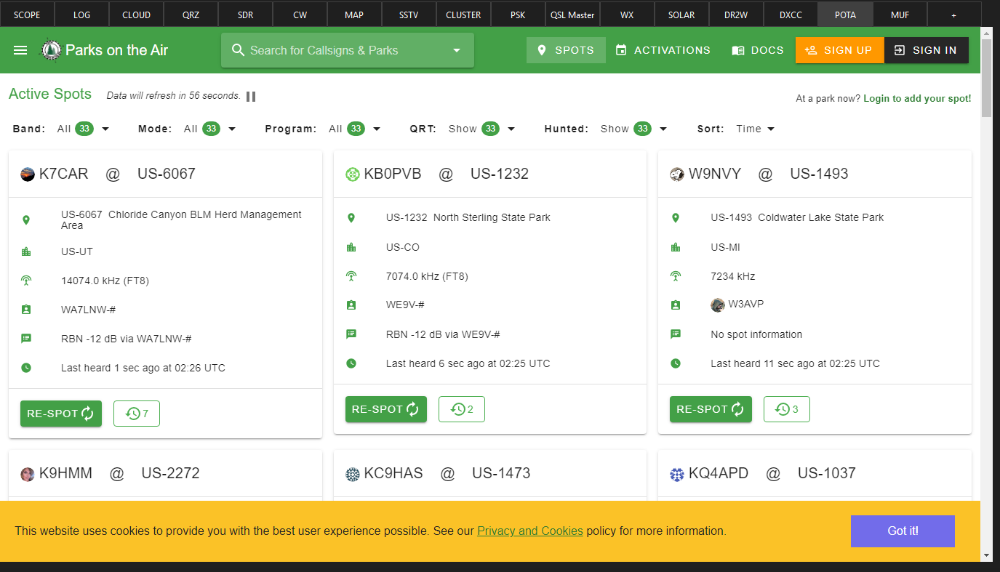 SCOPE LOG CLOUD QRZ SDR CW MAP SSTV CLUSTER PSK QSL Master WX SOLAR DR2W DXCC POTA MUF +
Parks on the Air Search for Callsigns & Parks SPOTS ACTIVATIONS DOCS SIGN UP SIGN IN
Active Spots Data will refresh in 56 seconds.
At a park now? Login to add your spot!
Band: All 33 Mode: All 33 Program: All 33 QRT: Show 33 Hunted: Show 33 Sort: Time
K7CAR @ US-6067
US-6067 Chloride Canyon BLM Herd Management
Area
US-UT
14074.0 kHz (FT8)
WA7LNW-#
RBN -12 dB via WA7LNW-#
Last heard 1 sec ago at 02:26 UTC
RE-SPOT 7
KB0PVB @ US-1232
US-1232 North Sterling State Park
US-CO
7074.0 kHz (FT8)
WE9V-#
RBN -12 dB via WE9V-#
Last heard 6 sec ago at 02:25 UTC
RE-SPOT 2
W9NVY @ US-1493
US-1493 Coldwater Lake State Park
US-MI
7234 kHz
W3AVP
No spot information
Last heard 11 sec ago at 02:25 UTC
RE-SPOT 3
K9HMM @ US-2272
KC9HAS @ US-1473
KQ4APD @ US-1037
This website uses cookies to provide you with the best user experience possible. See our Privacy and Cookies policy for more information.
Got it!